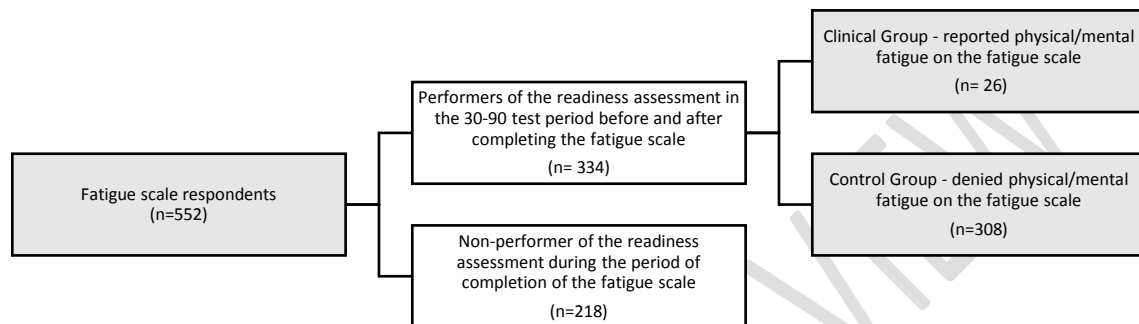 Clinical Group - reported physical/mental
fatigue on the fatigue scale
(n= 26)
Performers of the readiness assessment in
the 30-90 test period before and after
completing the fatigue scale
(n= 334)
Fatigue scale respondents
(n=552)
Control Group - denied physical/mental
fatigue on the fatigue scale
(n=308)
Non-performer of the readiness
assessment during the period of
completion of the fatigue scale
(n=218)
VIEW